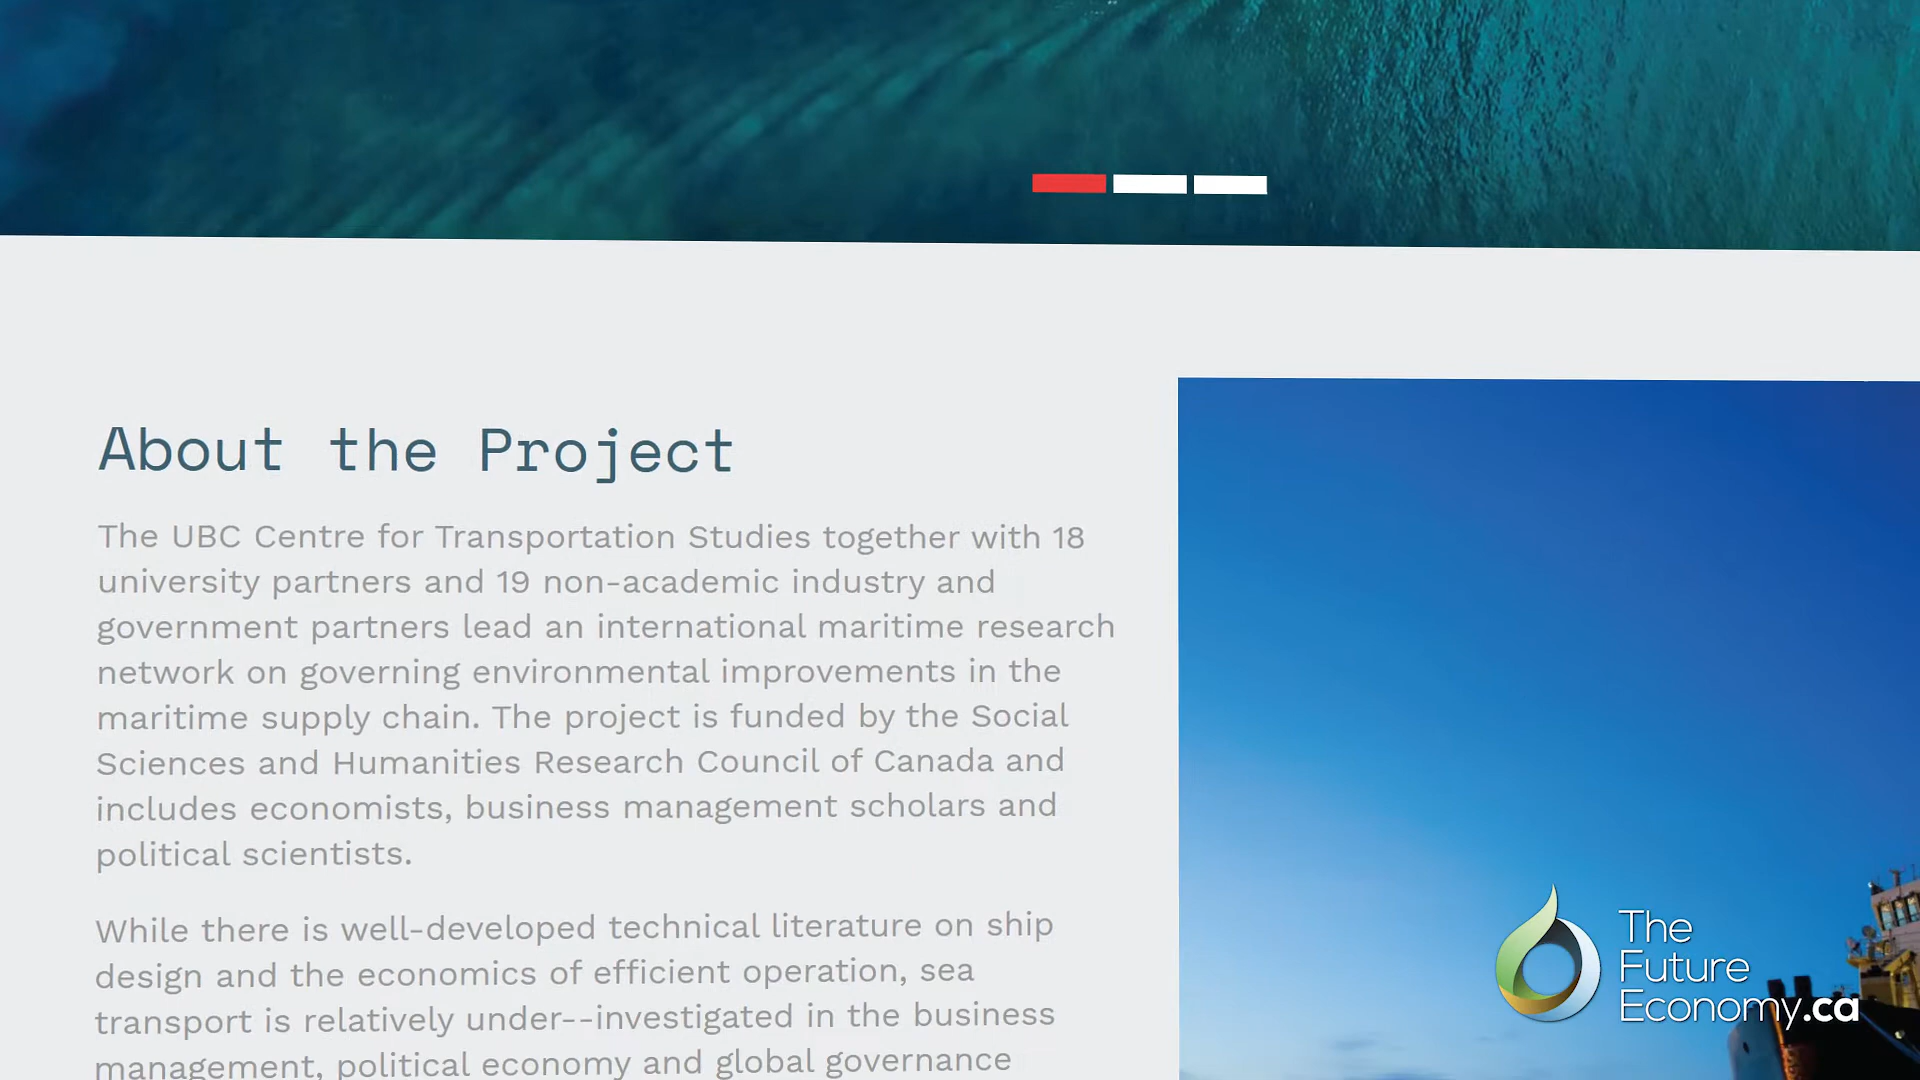 About the Project
The UBC Centre for Transportation Studies together with 18
university partners and 19 non-academic industry and
government partners lead an international maritime research
network on governing environmental improvements in the
maritime supply chain. The project is funded by the Social
Sciences and Humanities Research Council of Canada and
includes economists, business management scholars and
political scientists.
While there is well-developed technical literature on ship
design and the economics of efficient operation, sea
transport is relatively under--investigated in the business
management, political economy and global governance
The
Future
Economy.ca